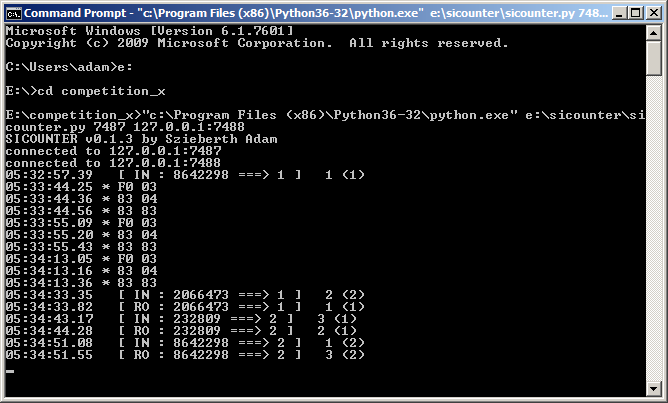 Command Prompt - "c:\Program Files (x86)\Python36-32\python.exe" e:\sicounter\sicounter.py 748...
Microsoft Windows [Version 6.1.7601]
Copyright (c) 2009 Microsoft Corporation.  All rights reserved.
C:\Users\adam>e:
E:\>cd competition_x
E:\competition_x>"c:\Program Files (x86)\Python36-32\python.exe" e:\sicounter\si
counter.py 7487 127.0.0.1:7488
SICOUNTER v0.1.3 by Szieberth Adam
connected to 127.0.0.1:7487
connected to 127.0.0.1:7488
05:32:57.39   [ IN : 8642298 ===> 1 ]   1 (1)
05:33:44.25 * F0 03
05:33:44.36 * 83 04
05:33:44.56 * 83 83
05:33:55.09 * F0 03
05:33:55.20 * 83 04
05:33:55.43 * 83 83
05:34:13.05 * F0 03
05:34:13.16 * 83 04
05:34:13.36 * 83 83
05:34:33.35   [ IN : 2066473 ===> 1 ]   2 (2)
05:34:33.82   [ RO : 2066473 ===> 1 ]   1 (1)
05:34:43.17   [ IN : 232809 ===> 2 ]   3 (1)
05:34:44.28   [ RO : 232809 ===> 2 ]   2 (1)
05:34:51.08   [ IN : 8642298 ===> 2 ]   1 (2)
05:34:51.55   [ RO : 8642298 ===> 2 ]   3 (2)